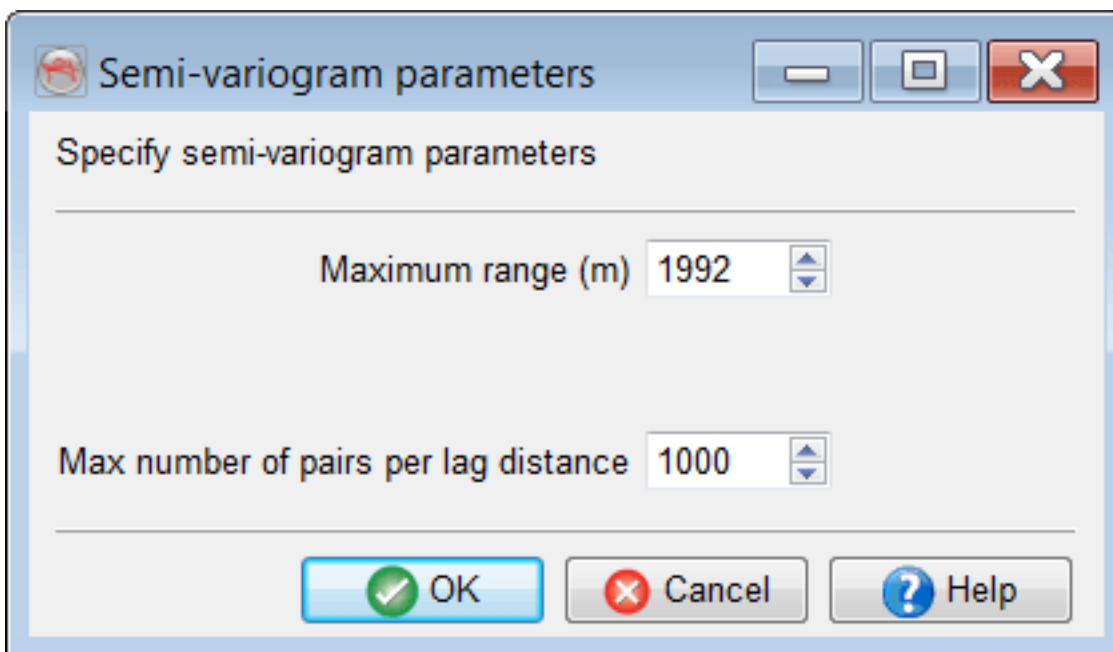 Semi-variogram parameters
Specify semi-variogram parameters
Maximum range (m) 1992
Max number of pairs per lag distance 1000
OK Cancel Help